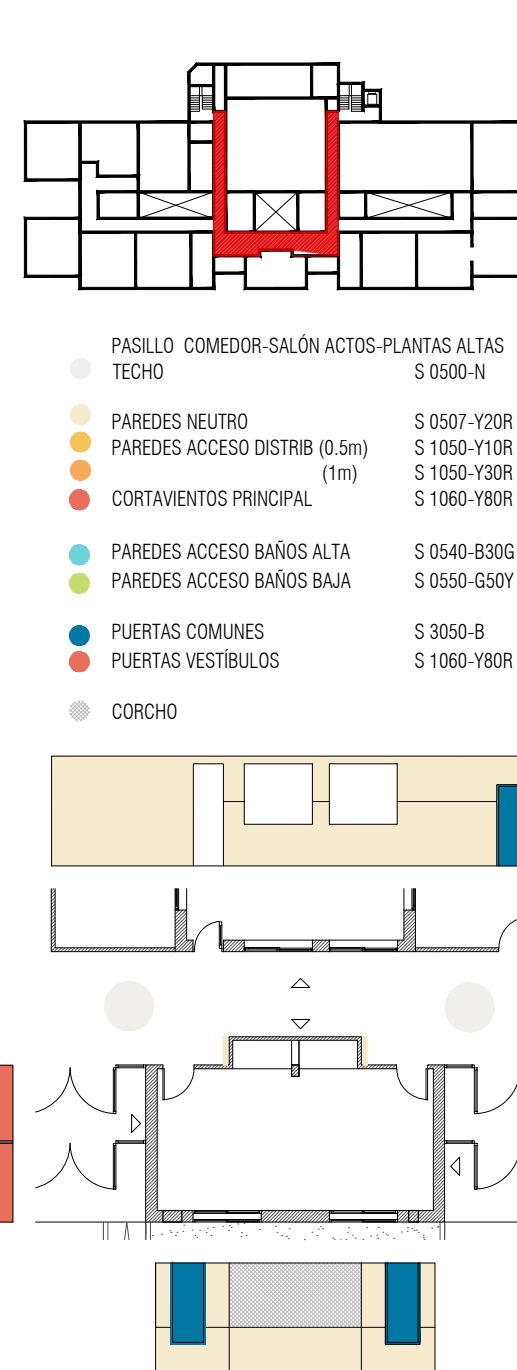 PASILLO COMEDOR-SALÓN ACTOS-PLANTAS ALTAS
TECHO S 0500-N
PAREDES NEUTRO S 0507-Y20R
PAREDES ACCESO DISTRIB (0.5m) S 1050-Y10R
(1m) S 1050-Y30R
CORTAVIENTOS PRINCIPAL S 1060-Y80R
PAREDES ACCESO BAÑOS ALTA S 0540-B30G
PAREDES ACCESO BAÑOS BAJA S 0550-G50Y
PUERTAS COMUNES S 3050-B
PUERTAS VESTÍBULOS S 1060-Y80R
CORCHO